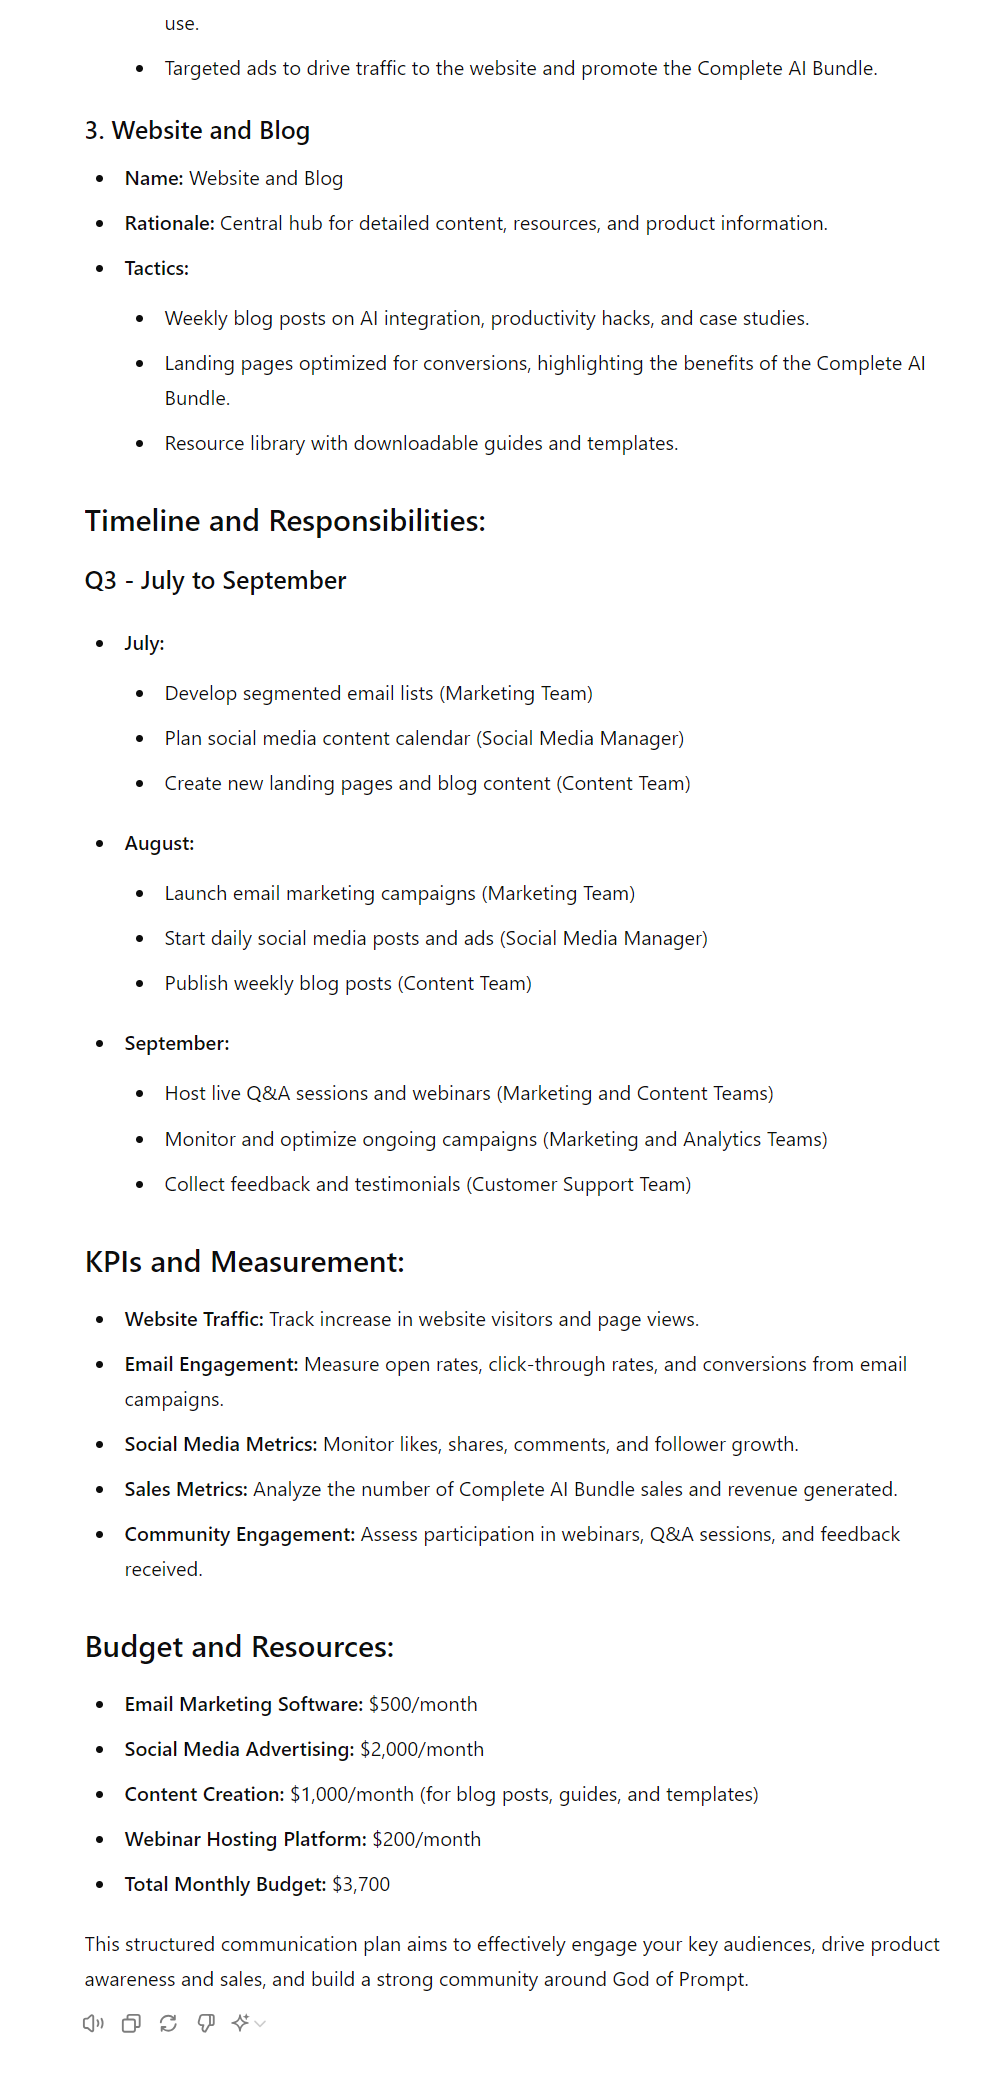 use.
Targeted ads to drive traffic to the website and promote the Complete AI Bundle.
3. Website and Blog
Name: Website and Blog
Rationale: Central hub for detailed content, resources, and product information.
Tactics:
Weekly blog posts on AI integration, productivity hacks, and case studies.
Landing pages optimized for conversions, highlighting the benefits of the Complete AI
Bundle.
Resource library with downloadable guides and templates.
Timeline and Responsibilities:
Q3 - July to September
July:
Develop segmented email lists (Marketing Team)
Plan social media content calendar (Social Media Manager)
Create new landing pages and blog content (Content Team)
August:
Launch email marketing campaigns (Marketing Team)
Start daily social media posts and ads (Social Media Manager)
Publish weekly blog posts (Content Team)
September:
Host live Q&A sessions and webinars (Marketing and Content Teams)
Monitor and optimize ongoing campaigns (Marketing and Analytics Teams)
Collect feedback and testimonials (Customer Support Team)
KPIs and Measurement:
Website Traffic: Track increase in website visitors and page views.
Email Engagement: Measure open rates, click-through rates, and conversions from email
campaigns.
Social Media Metrics: Monitor likes, shares, comments, and follower growth.
Sales Metrics: Analyze the number of Complete AI Bundle sales and revenue generated.
Community Engagement: Assess participation in webinars, Q&A sessions, and feedback
received.
Budget and Resources:
Email Marketing Software: $500/month
Social Media Advertising: $2,000/month
Content Creation: $1,000/month (for blog posts, guides, and templates)
Webinar Hosting Platform: $200/month
Total Monthly Budget: $3,700
This structured communication plan aims to effectively engage your key audiences, drive product
awareness and sales, and build a strong community around God of Prompt.